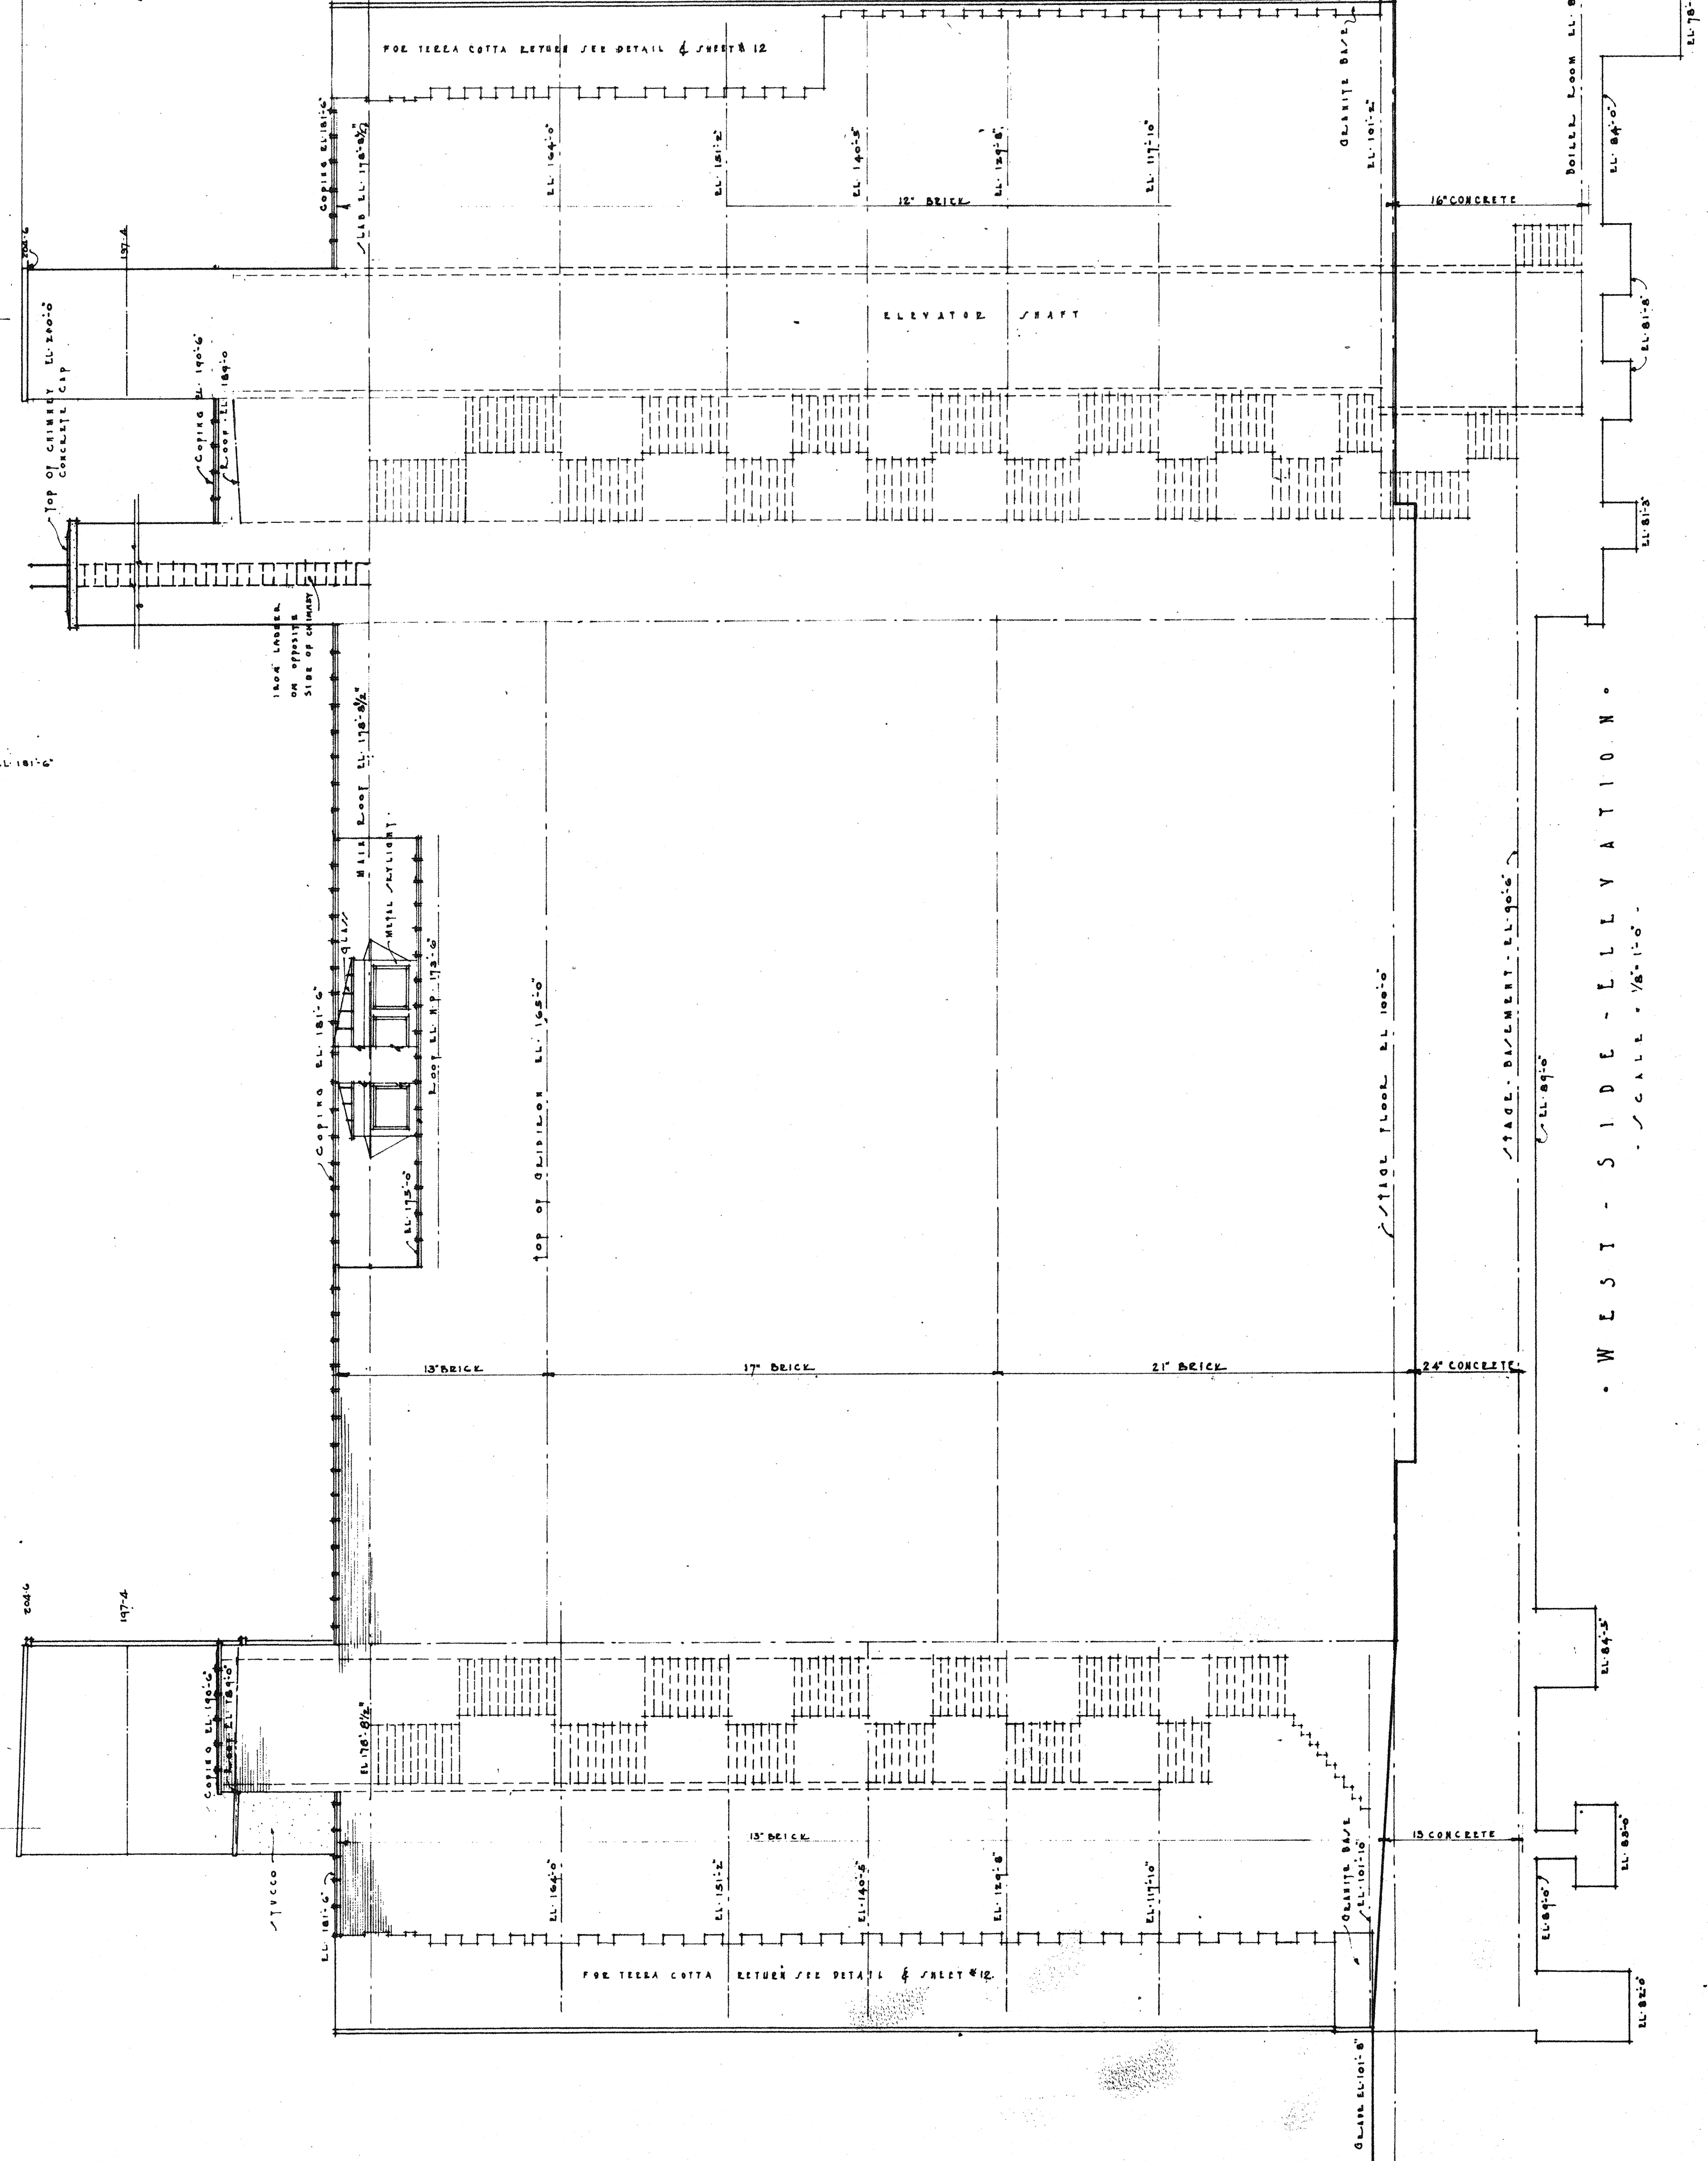 FOR TERRA COTTA RETURN SEE DETAIL & SHEET # 12
COPING EL. 181'-6"
SLAB EL. 178'-8½"
EL. 164'-0"
EL. 151'-2"
EL. 140'-5"
EL. 129'-8"
EL. 117'-10"
GRANITE BASE
EL. 101'-2"
BOILER ROOM EL. 8
EL. 84'-0"
EL. 78'-
12" BRICK
16" CONCRETE
204-6
197-4
ELEVATOR SHAFT
EL. 81'-8"
TOP OF CHIMNEY EL. 200'-0"
CONCRETE CAP
COPING EL. 190'-6"
ROOF EL. 189'-0
EL. 81'-3"
IRON LADDER
ON OPPOSITE
SIDE OF CHIMNEY
EL. 181'-6"
MAIN ROOF EL. 178'-8½"
METAL SKYLIGHT.
GLASS
COPING EL. 181'-6"
ROOF EL. H.P. 173'-6"
EL. 175'-0"
TOP OF GRIDIRON EL. 165'-0"
STAGE FLOOR EL 100'-0"
STAGE - BASEMENT - EL. 90'-6"
EL. 89'-0"
• WEST - SIDE - ELEVATION •
- SCALE = 1/8" = 1'-0" -
13" BRICK
17" BRICK
21" BRICK
24" CONCRETE
204-6
197-4
COPING EL. 190'-6"
ROOF EL. 189'-0"
EL. 178'-8½"
EL. 84'-5"
STUCCO
EL. 181'-6"
13" BRICK
15 CONCRETE
EL. 164'-0"
EL. 151'-2"
EL. 140'-5"
EL. 129'-8"
EL. 117'-10"
GRANITE BASE
EL. 101'-10"
EL. 89'-0"
EL. 83'-0"
FOR TERRA COTTA RETURN SEE DETAIL & SHEET # 12.
EL. 82'-0"
GRADE EL. 101'-8"